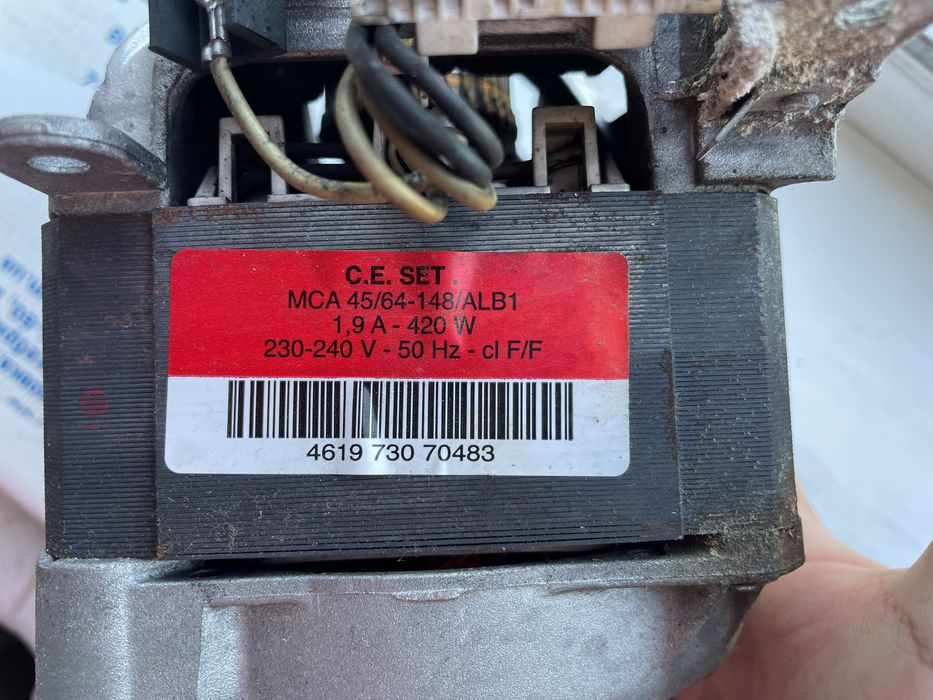 C.E. SET .
MCA 45/64-148/ALB1
1,9 A - 420 W
230-240 V - 50 Hz - cl F/F
4619 730 70483